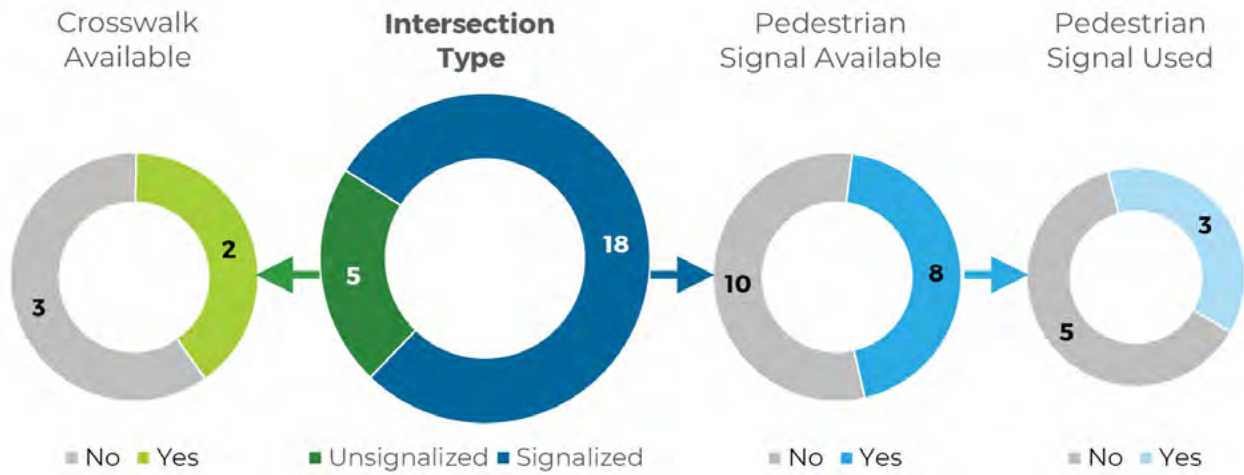 Crosswalk
Available
Intersection
Type
Pedestrian
Signal Available
Pedestrian
Signal Used
2
3
5
18
10
8
3
5
No Yes
Unsignalized Signalized
No Yes
No Yes